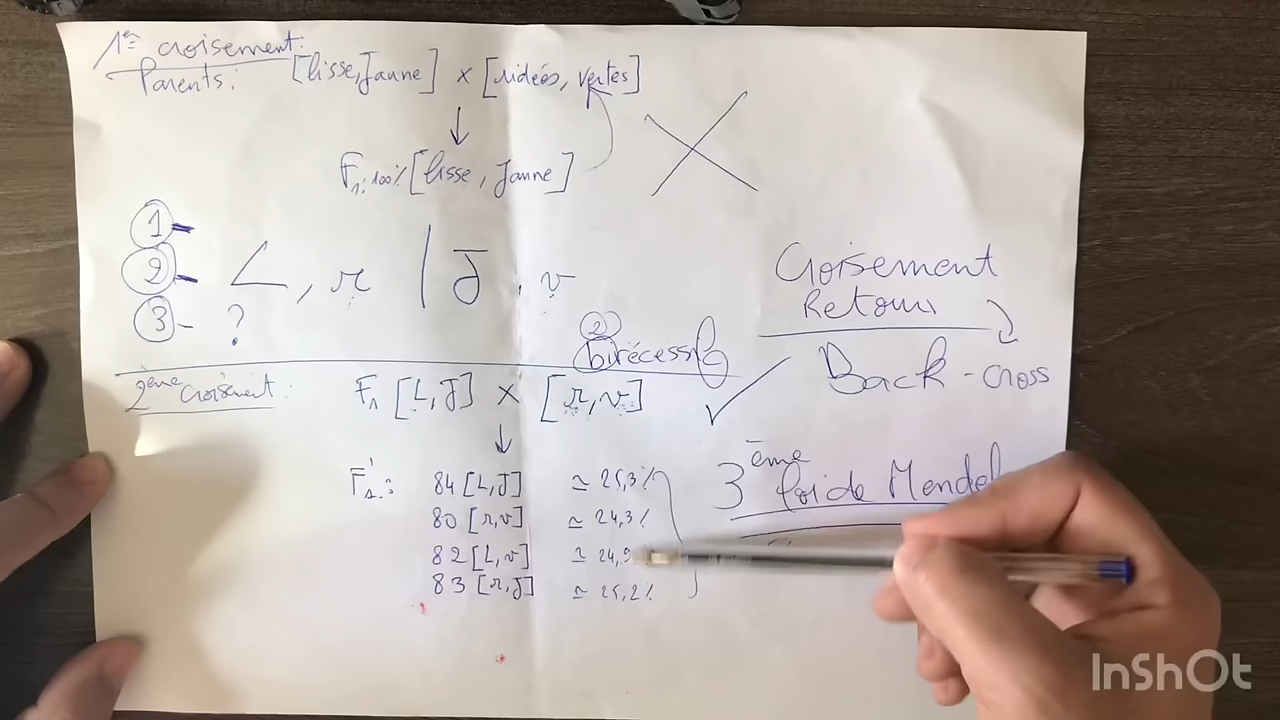 1er croisement:
Parents: [lisse, Jaune] x [ridées, vertes]
F1: 100% [lisse, Jaune]
1-
2- L, r | J, v
3- ?
2
birécessif
Croisement
Retour
Back-cross
2ème croisement: F1 [L,J] X [r,v]
F'2: 84 [L,J] ≃ 25,3%
80 [r,v] ≃ 24,3%
82 [L,v] ≃ 24,9
83 [r,J] ≃ 25,2%
3ème loi de Mendel
InShOt